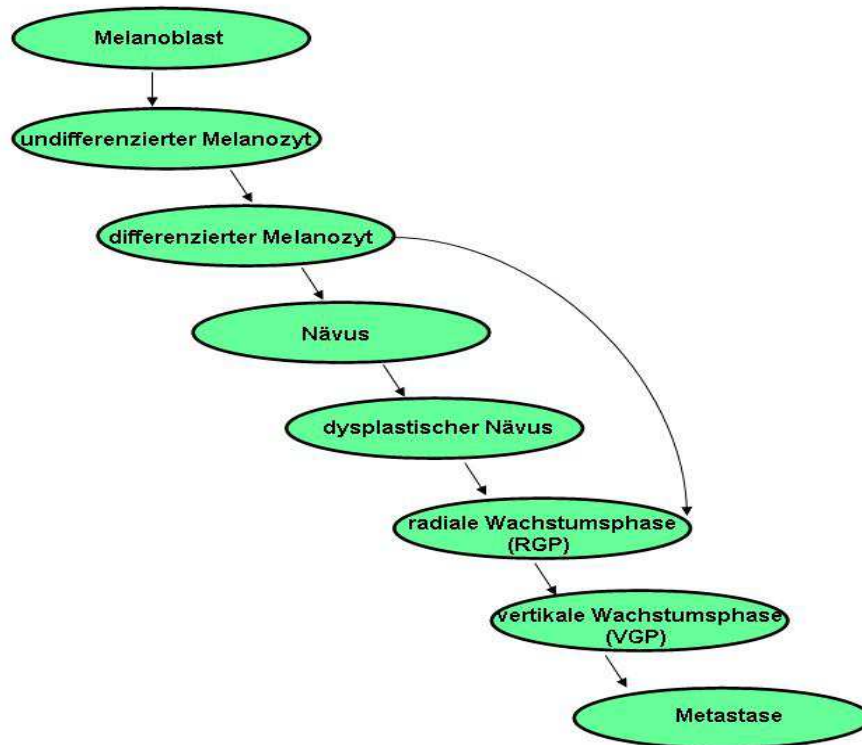 Melanoblast
undifferenzierter Melanozyt
differenzierter Melanozyt
Nävus
dysplastischer Nävus
radiale Wachstumsphase
(RGP)
vertikale Wachstumsphase
(VGP)
Metastase